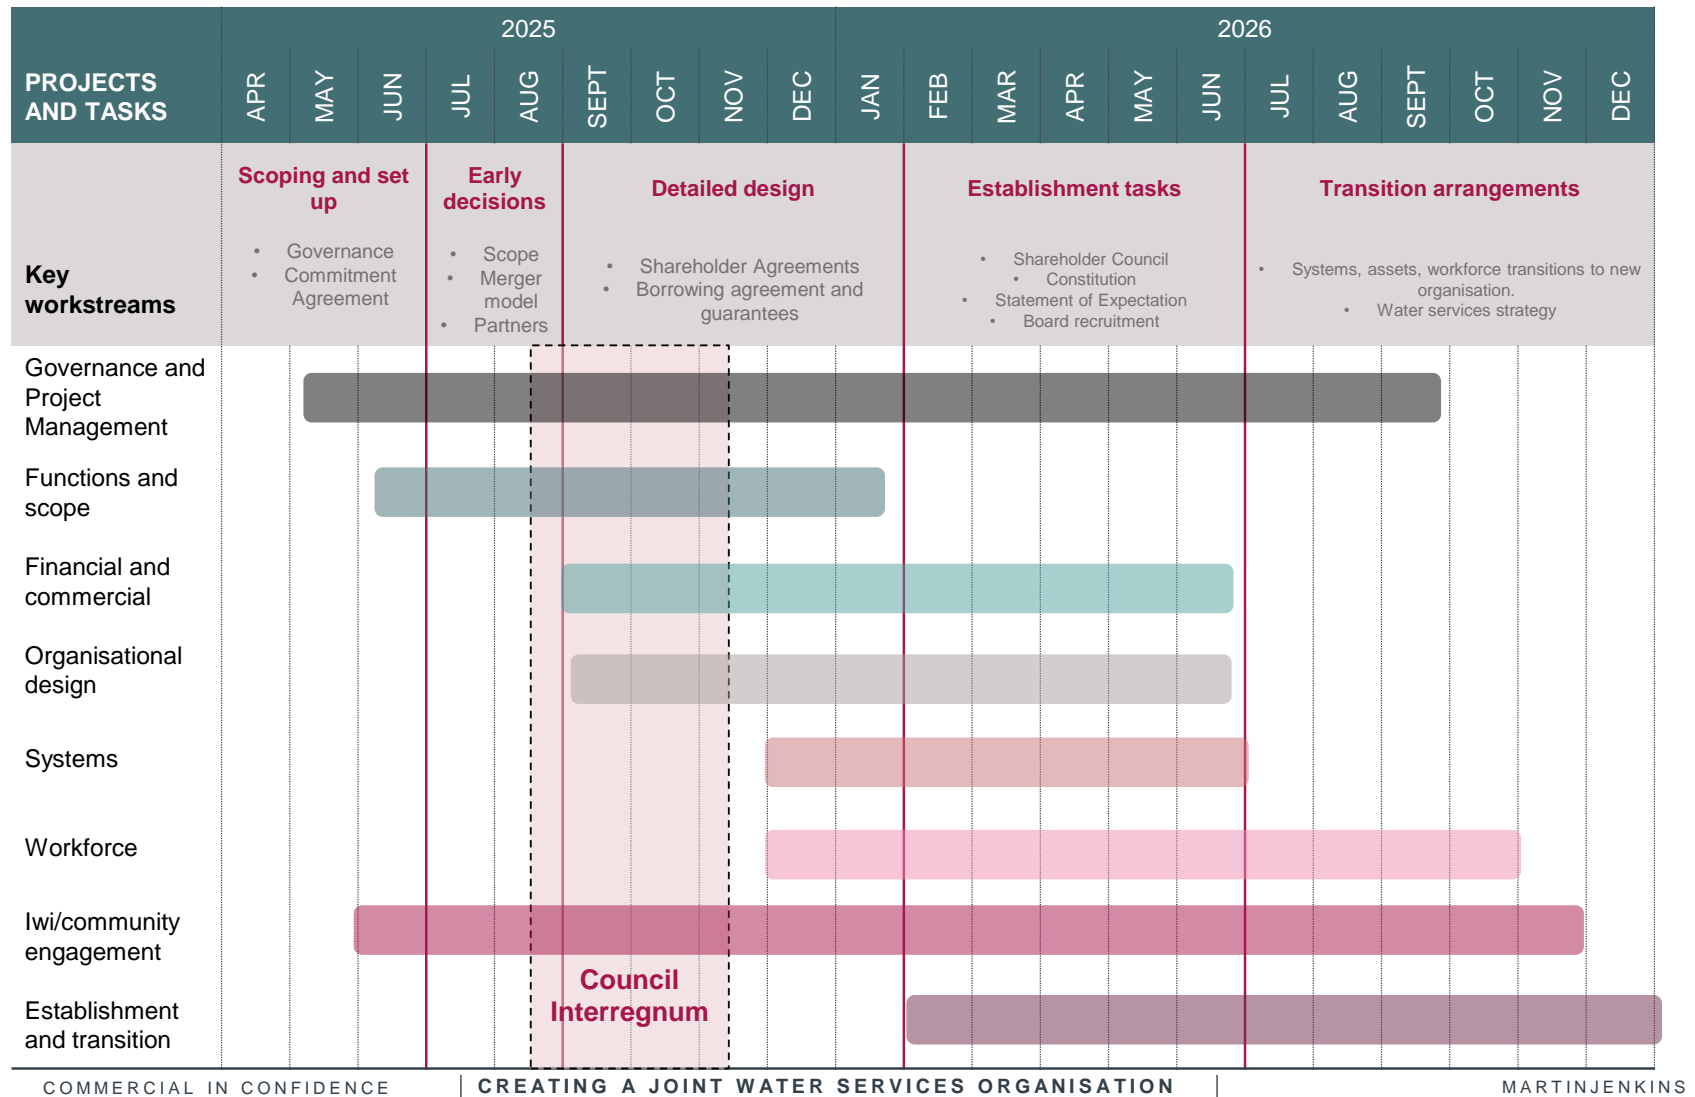 2025
2026
PROJECTS
AND TASKS
APR
MAY
JUN
JUL
AUG
SEPT
OCT
NOV
DEC
JAN
FEB
MAR
APR
MAY
JUN
JUL
AUG
SEPT
OCT
NOV
DEC
Key
workstreams
Scoping and set
up
• Governance
• Commitment
Agreement
Early
decisions
• Scope
• Merger
model
• Partners
Detailed design
• Shareholder Agreements
• Borrowing agreement and
guarantees
Establishment tasks
• Shareholder Council
• Constitution
• Statement of Expectation
• Board recruitment
Transition arrangements
• Systems, assets, workforce transitions to new
organisation.
• Water services strategy
Governance and
Project
Management
Functions and
scope
Financial and
commercial
Organisational
design
Systems
Workforce
Iwi/community
engagement
Council
Interregnum
Establishment
and transition
COMMERCIAL IN CONFIDENCE
CREATING A JOINT WATER SERVICES ORGANISATION
MARTINJENKINS